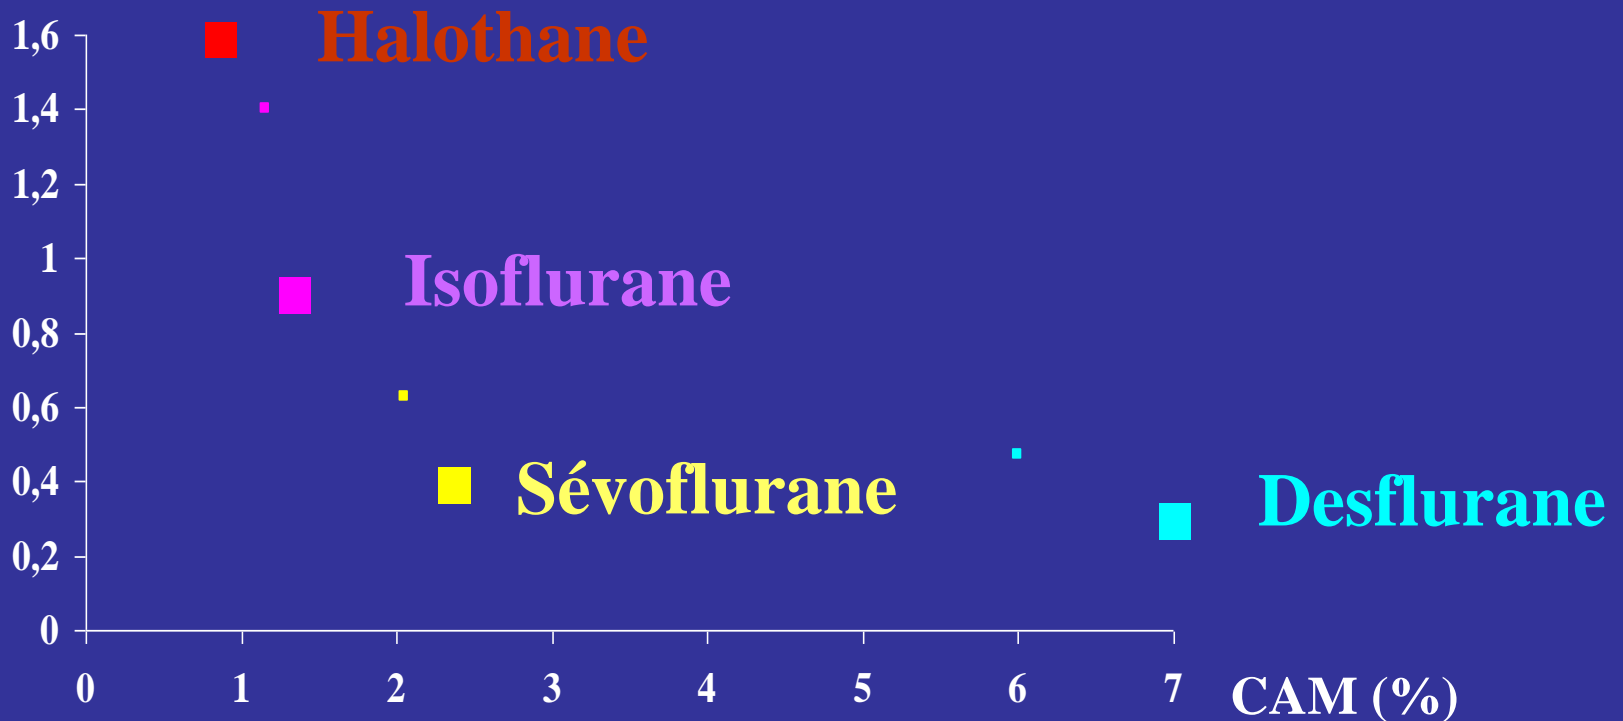 1,6
Halothane
1,4
1,2
1
Isoflurane
0,8
0,6
0,4
Sévoflurane
Desflurane
0,2
0
0 1 2 3 4 5 6 7 CAM (%)